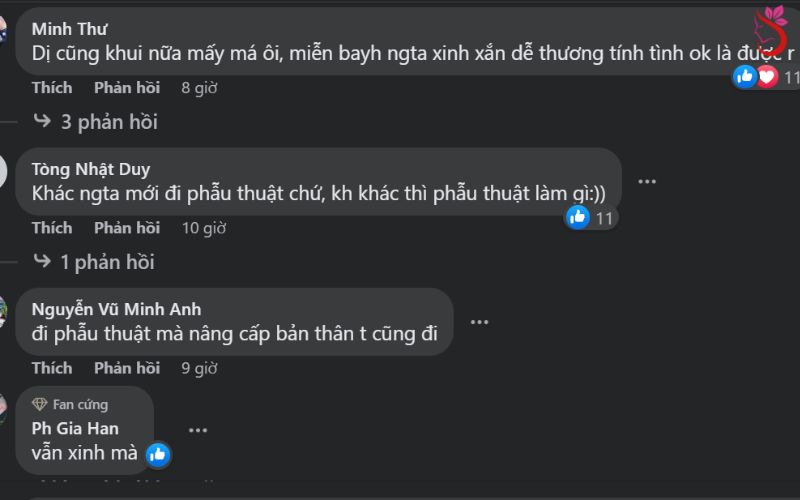 Minh Thư
Dị cũng khui nữa mấy má ôi, miễn bayh ngta xinh xắn dễ thương tính tình ok là được r
11
Thích Phản hồi 8 giờ
3 phản hồi
Tòng Nhật Duy
Khác ngta mới đi phẫu thuật chứ, kh khác thì phẫu thuật làm gì:))
11
Thích Phản hồi 10 giờ
1 phản hồi
Nguyễn Vũ Minh Anh
đi phẫu thuật mà nâng cấp bản thân t cũng đi
Thích Phản hồi 9 giờ
Fan cứng
Ph Gia Han
vẫn xinh mà